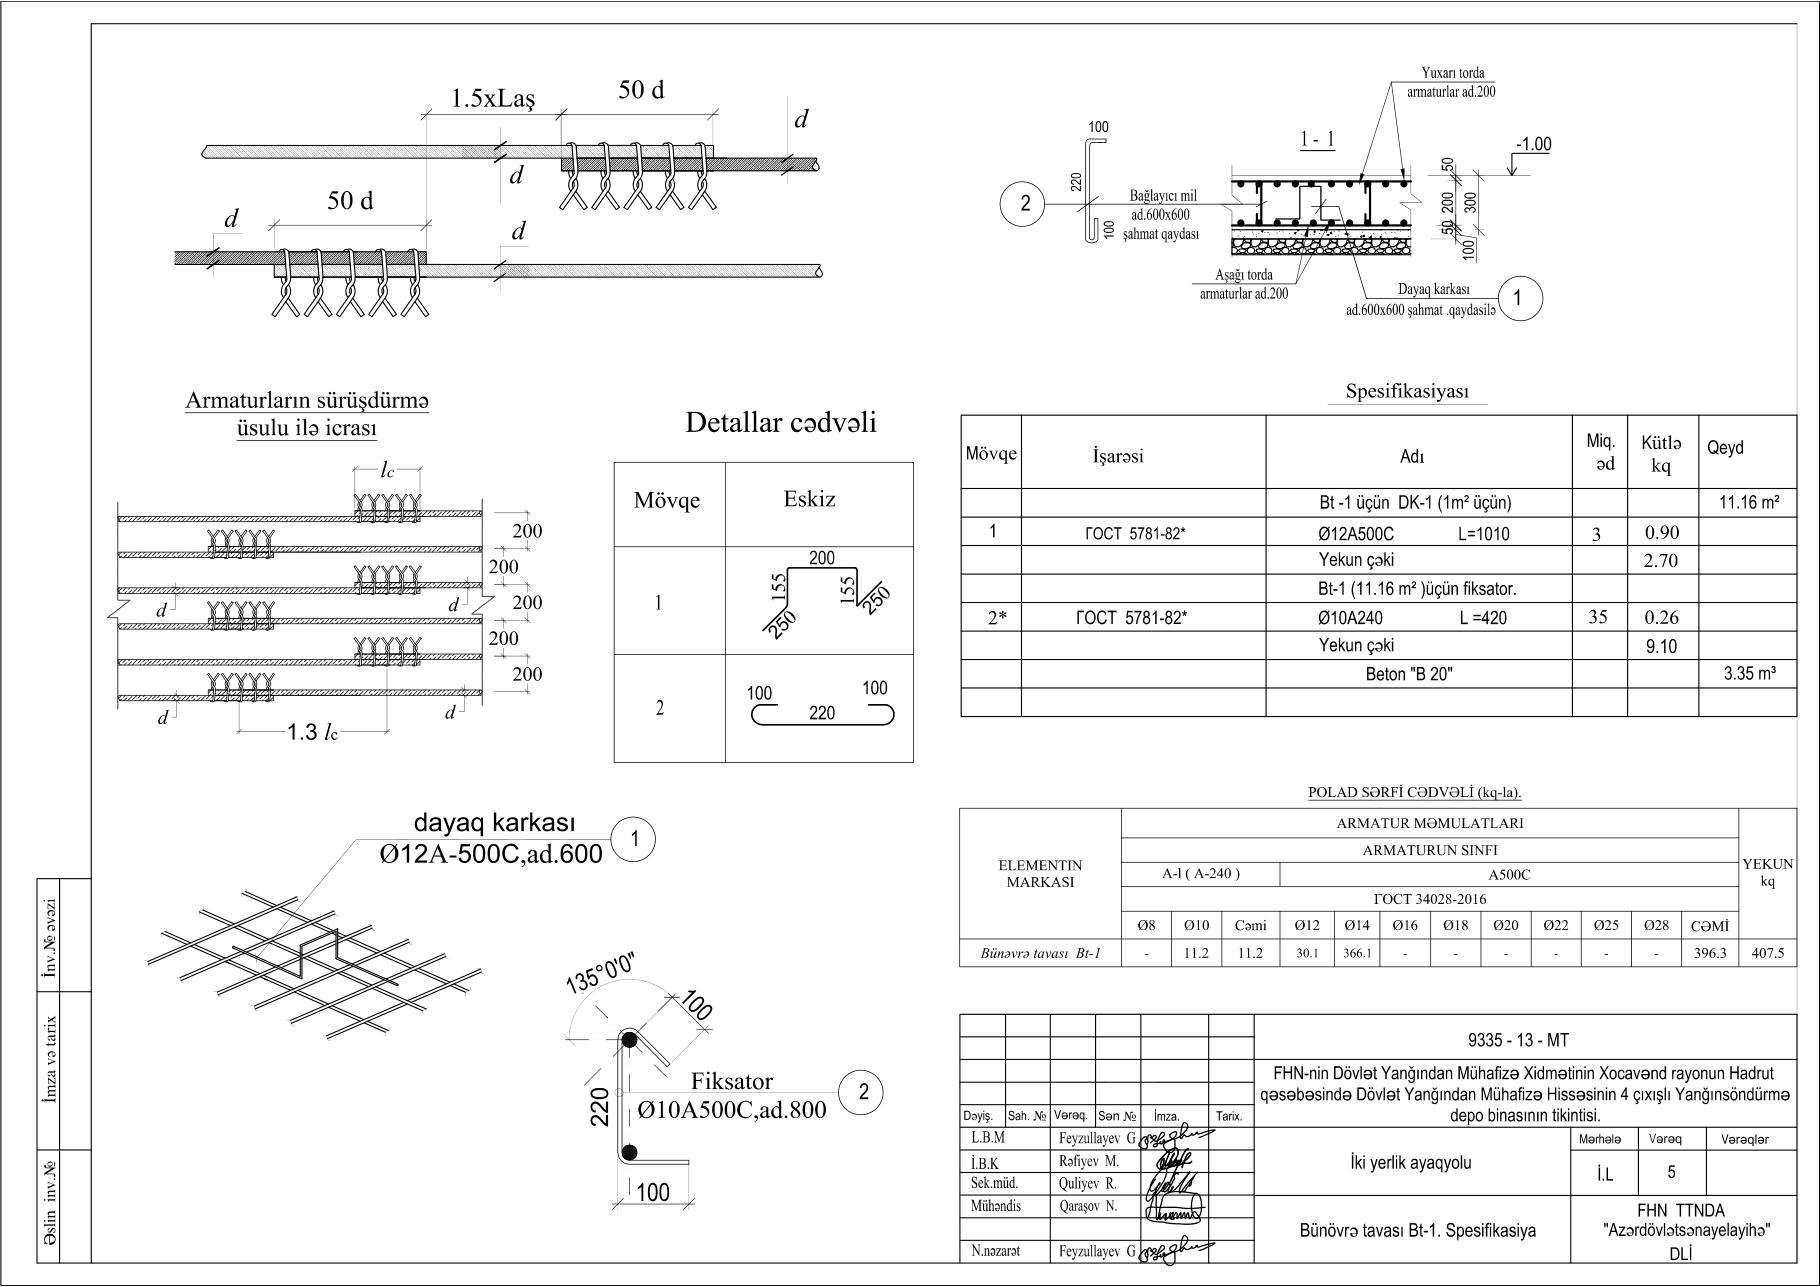 1.5xLaş
50 d
d
d
50 d
d
d
Yuxarı torda
armaturlar ad.200
1 - 1
-1.00
100
220
100
2
Bağlayıcı mil
ad.600x600
şahmat qaydası
50
200
50
300
100
Aşağı torda
armaturlar ad.200
Dayaq karkası
ad.600x600 şahmat .qaydasilə
1
Armaturların sürüşdürmə
üsulu ilə icrası
lc
200
200
200
200
200
d
d
d
d
1.3 lc
Detallar cədvəli
Mövqe Eskiz
1
200
155
155
250
250
2
100
100
220
Spesifikasiyası
Mövqe İşarəsi Adı Miq. əd Kütlə kq Qeyd
Bt -1 üçün DK-1 (1m² üçün) 11.16 m²
1 ГОСТ 5781-82* Ø12A500C L=1010 3 0.90
Yekun çəki 2.70
Bt-1 (11.16 m² )üçün fiksator.
2* ГОСТ 5781-82* Ø10A240 L =420 35 0.26
Yekun çəki 9.10
Beton "B 20" 3.35 m³
POLAD SƏRFİ CƏDVƏLİ (kq-la).
ELEMENTIN
MARKASI
ARMATUR MƏMULATLARI
ARMATURUN SINFI
A-l ( A-240 ) A500C
ГОСТ 34028-2016
YEKUN
kq
Ø8 Ø10 Cəmi Ø12 Ø14 Ø16 Ø18 Ø20 Ø22 Ø25 Ø28 CƏMİ
Bünəvrə tavası Bt-1 - 11.2 11.2 30.1 366.1 - - - - - - - 396.3 407.5
dayaq karkası
Ø12A-500C,ad.600
1
135°0'0"
100
220
100
Fiksator
Ø10A500C,ad.800
2
İnv.№ əvəzi
İmza və tarix
Əslin inv.№
9335 - 13 - MT
FHN-nin Dövlət Yanğından Mühafizə Xidmətinin Xocavənd rayonun Hadrut
qəsəbəsində Dövlət Yanğından Mühafizə Hissəsinin 4 çıxışlı Yanğınsöndürmə
depo binasının tikintisi.
Dəyiş. Sah. № Vərəq. Sən № İmza. Tarix.
L.B.M Feyzullayev G
İ.B.K Rəfiyev M.
Sek.müd. Quliyev R.
Mühəndis Qaraşov N.
N.nəzarət Feyzullayev G
İki yerlik ayaqyolu
Mərhələ Vərəq Vərəqlər
İ.L 5
Bünövrə tavası Bt-1. Spesifikasiya
FHN TTNDA
"Azərdövlətsənayelayihə"
DLİ